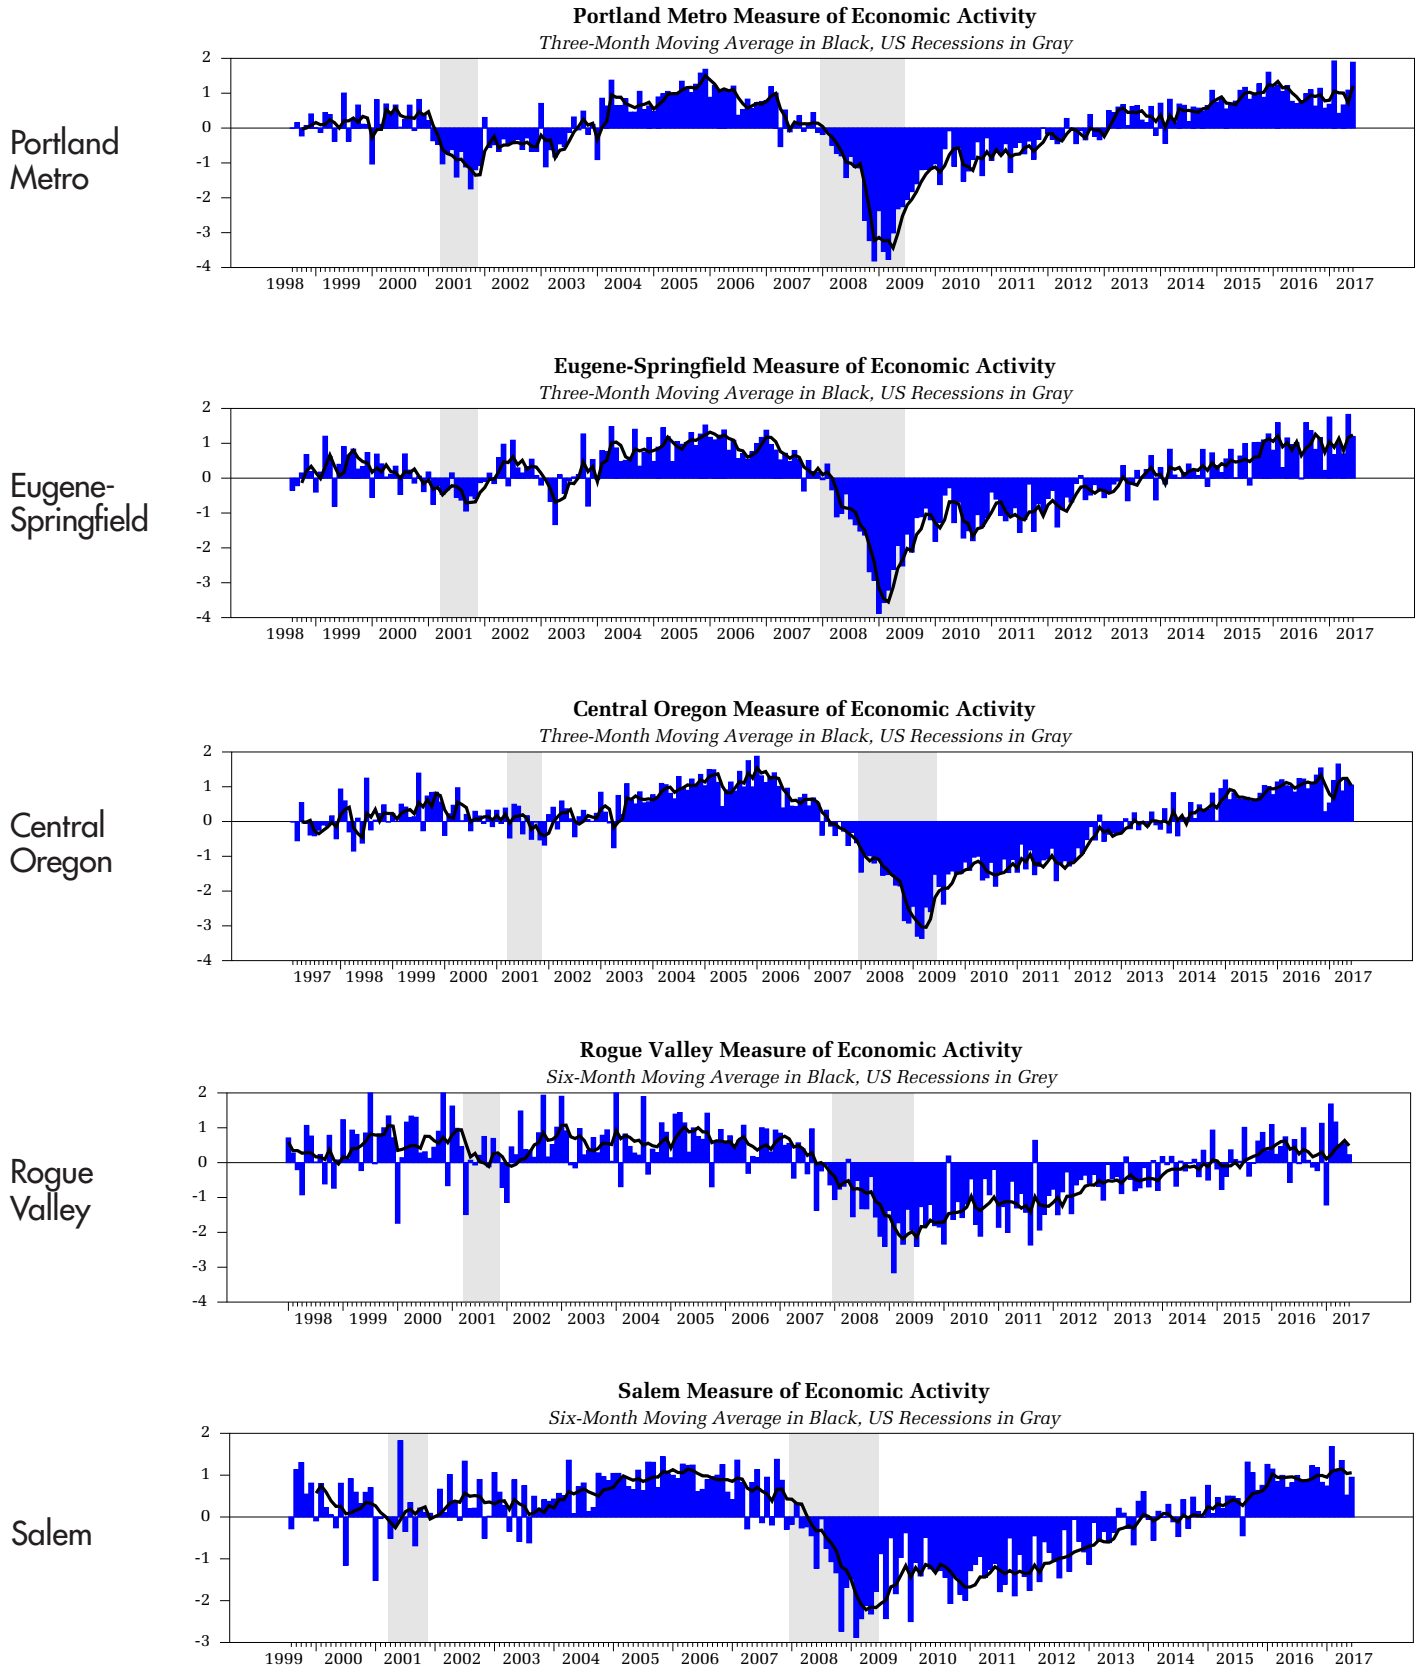 Portland Metro Measure of Economic Activity
Three-Month Moving Average in Black, US Recessions in Gray
Portland
Metro
2
1
0
-1
-2
-3
-4
1998 1999 2000 2001 2002 2003 2004 2005 2006 2007 2008 2009 2010 2011 2012 2013 2014 2015 2016 2017
Eugene-Springfield Measure of Economic Activity
Three-Month Moving Average in Black, US Recessions in Gray
Eugene-
Springfield
2
1
0
-1
-2
-3
-4
1998 1999 2000 2001 2002 2003 2004 2005 2006 2007 2008 2009 2010 2011 2012 2013 2014 2015 2016 2017
Central Oregon Measure of Economic Activity
Three-Month Moving Average in Black, US Recessions in Gray
Central
Oregon
2
1
0
-1
-2
-3
-4
1997 1998 1999 2000 2001 2002 2003 2004 2005 2006 2007 2008 2009 2010 2011 2012 2013 2014 2015 2016 2017
Rogue Valley Measure of Economic Activity
Six-Month Moving Average in Black, US Recessions in Grey
Rogue
Valley
2
1
0
-1
-2
-3
-4
1998 1999 2000 2001 2002 2003 2004 2005 2006 2007 2008 2009 2010 2011 2012 2013 2014 2015 2016 2017
Salem Measure of Economic Activity
Six-Month Moving Average in Black, US Recessions in Gray
Salem
2
1
0
-1
-2
-3
1999 2000 2001 2002 2003 2004 2005 2006 2007 2008 2009 2010 2011 2012 2013 2014 2015 2016 2017